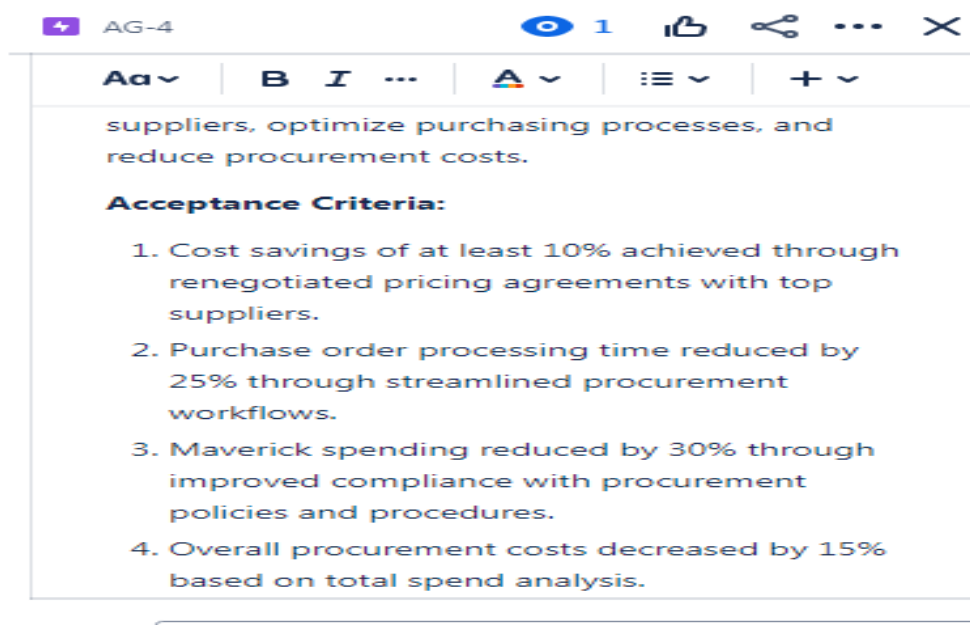 AG-4
1
Aa
B I A
suppliers, optimize purchasing processes, and
reduce procurement costs.
Acceptance Criteria:
1. Cost savings of at least 10% achieved through
renegotiated pricing agreements with top
suppliers.
2. Purchase order processing time reduced by
25% through streamlined procurement
workflows.
3. Maverick spending reduced by 30% through
improved compliance with procurement
policies and procedures.
4. Overall procurement costs decreased by 15%
based on total spend analysis.